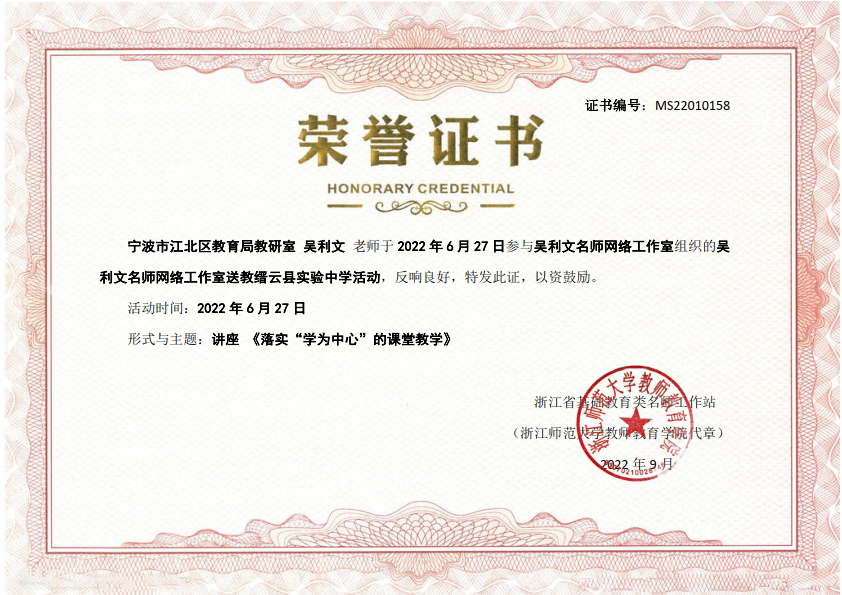 证书编号：MS22010158
荣誉证书
HONORARY CREDENTIAL
宁波市江北区教育局教研室 吴利文 老师于 2022 年 6 月 27 日参与吴利文名师网络工作室组织的吴
利文名师网络工作室送教缙云县实验中学活动，反响良好，特发此证，以资鼓励。
活动时间：2022 年 6 月 27 日
形式与主题：讲座 《落实“学为中心”的课堂教学》
浙江省基础教育类名师工作站
（浙江师范大学教师教育学院代章）
2022 年 9 月
浙江师范大学教师教育学院